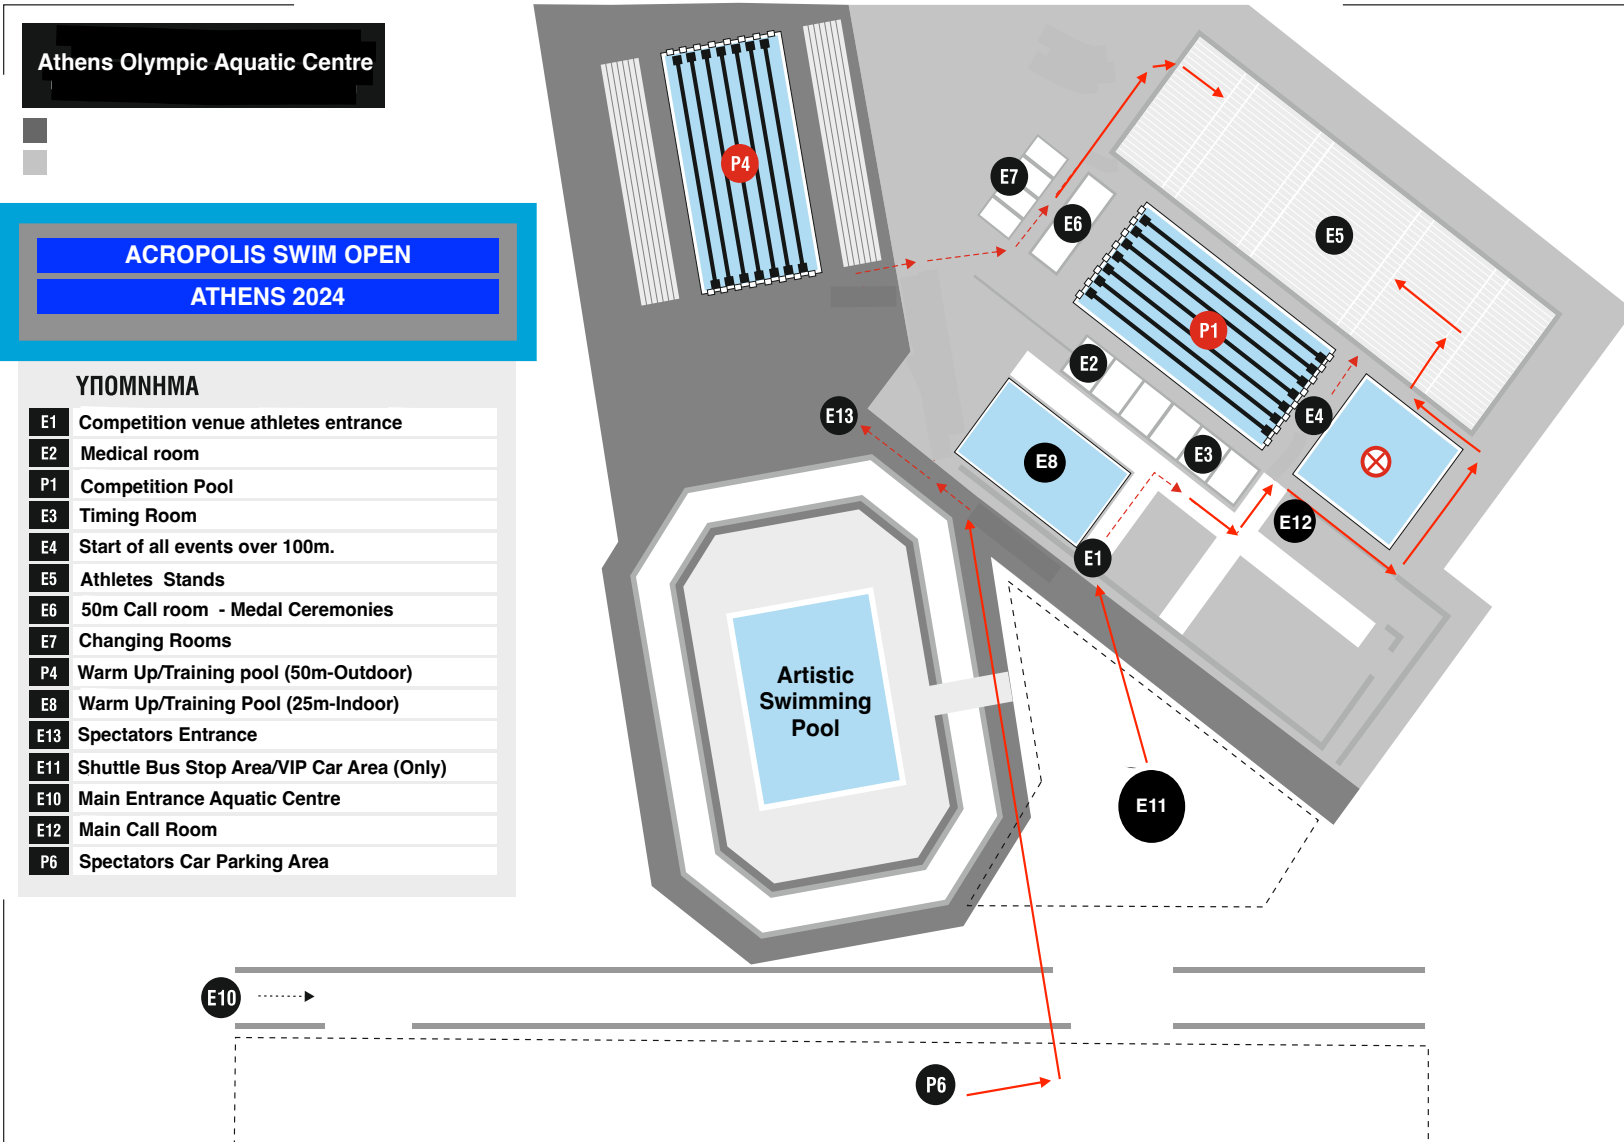 Athens Olympic Aquatic Centre
ACROPOLIS SWIM OPEN
ATHENS 2024
ΥΠΟΜΝΗΜΑ
E1 Competition venue athletes entrance
E2 Medical room
P1 Competition Pool
E3 Timing Room
E4 Start of all events over 100m.
E5 Athletes Stands
E6 50m Call room - Medal Ceremonies
E7 Changing Rooms
P4 Warm Up/Training pool (50m-Outdoor)
E8 Warm Up/Training Pool (25m-Indoor)
E13 Spectators Entrance
E11 Shuttle Bus Stop Area/VIP Car Area (Only)
E10 Main Entrance Aquatic Centre
E12 Main Call Room
P6 Spectators Car Parking Area
P4
E7
E6
E5
P1
E2
E13
E4
E3
E8
E12
E1
Artistic
Swimming
Pool
E11
E10
P6